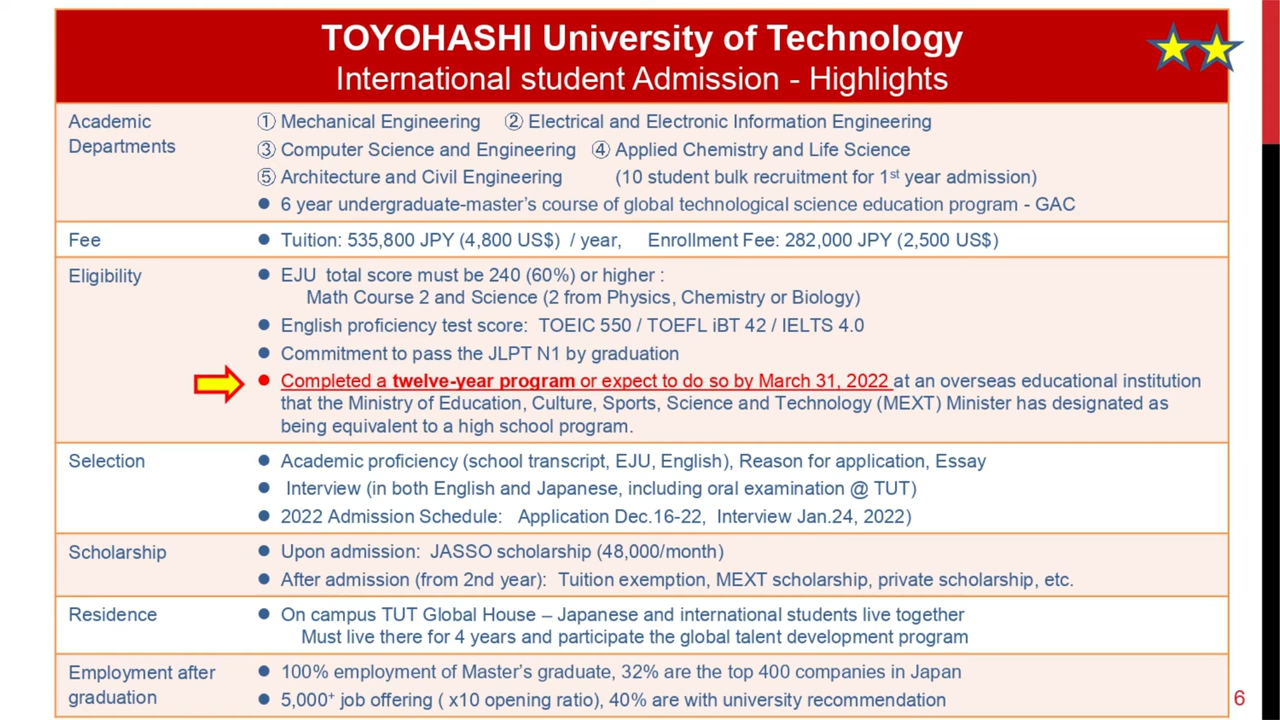 TOYOHASHI University of Technology
International student Admission - Highlights
Academic Departments
① Mechanical Engineering ② Electrical and Electronic Information Engineering
③ Computer Science and Engineering ④ Applied Chemistry and Life Science
⑤ Architecture and Civil Engineering (10 student bulk recruitment for 1st year admission)
● 6 year undergraduate-master's course of global technological science education program - GAC
Fee
● Tuition: 535,800 JPY (4,800 US$) / year, Enrollment Fee: 282,000 JPY (2,500 US$)
Eligibility
● EJU total score must be 240 (60%) or higher :
Math Course 2 and Science (2 from Physics, Chemistry or Biology)
● English proficiency test score: TOEIC 550 / TOEFL iBT 42 / IELTS 4.0
● Commitment to pass the JLPT N1 by graduation
● Completed a twelve-year program or expect to do so by March 31, 2022 at an overseas educational institution
that the Ministry of Education, Culture, Sports, Science and Technology (MEXT) Minister has designated as
being equivalent to a high school program.
Selection
● Academic proficiency (school transcript, EJU, English), Reason for application, Essay
● Interview (in both English and Japanese, including oral examination @ TUT)
● 2022 Admission Schedule: Application Dec.16-22, Interview Jan.24, 2022)
Scholarship
● Upon admission: JASSO scholarship (48,000/month)
● After admission (from 2nd year): Tuition exemption, MEXT scholarship, private scholarship, etc.
Residence
● On campus TUT Global House – Japanese and international students live together
Must live there for 4 years and participate the global talent development program
Employment after graduation
● 100% employment of Master's graduate, 32% are the top 400 companies in Japan
● 5,000+ job offering ( x10 opening ratio), 40% are with university recommendation
6